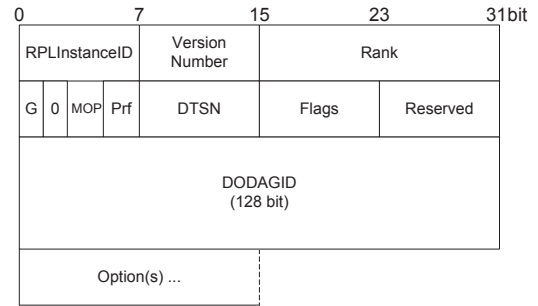 0 7 15 23 31bit
RPLInstanceID Version Number Rank
G 0 MOP Prf DTSN Flags Reserved
DODAGID
(128 bit)
Option(s) ...